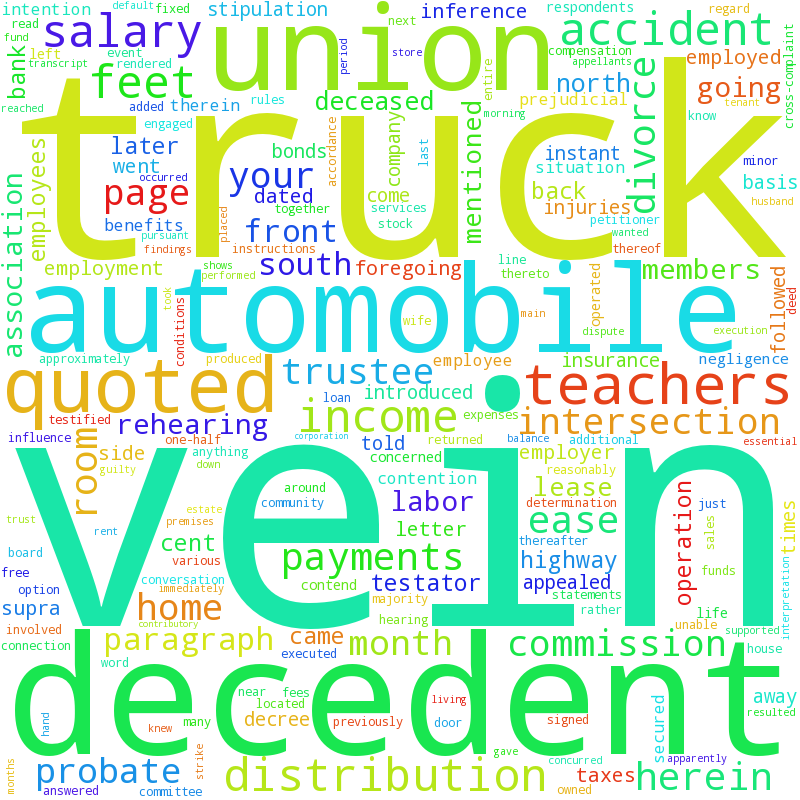 intention
default
fixed
stipulation
union
inference
respondents
next
regard
read
fund
salary
accident
left
event
bank
transcript
rendered
feet
period
store
compensation
appellants
employed
cross-complaint
reached
added
therein
rules
deceased
entire
north
divorce
going
truck
engaged
morning
prejudicial
know
tenant
employees
later
accordance
mentioned
company
last
instant
minor
went
bonds
your
come
situation
basis
page
occurred
dated
back
injuries
husband
association
benefits
together
services
petitioner
pursuant
placed
front
stock
wanted
findings
instructions
line
thereof
deed
employment
shows
south
foregoing
thereto
operated
members
followed
performed
took
conditions
automobile
wife
main
dispute
execution
approximately
produced
trustee
employee
insurance
negligence
quoted
introduced
teachers
loan
income
expenses
testified
rehearing
intersection
influence
one-half
told
corporation
returned
balance
additional
essential
room
side
anything
concerned
employer
guilty
down
contention
reasonably
vein
around
labor
lease
determination
just
times
trust
estate
rent
premises
community
letter
ease
operation
sales
board
cent
various
payments
thereafter
highway
free
option
conversation
contend
testator
appealed
statements
funds
interpretation
immediately
majority
rather
life
supra
home
contributory
hearing
unable
supported
involved
connection
paragraph
came
month
commission
house
word
executed
decedent
near
fees
living
secured
away
located
many
decree
previously
door
signed
resulted
hand
knew
gave
concurred
apparently
probate
strike
distribution
taxes
herein
months
answered
committee
owned